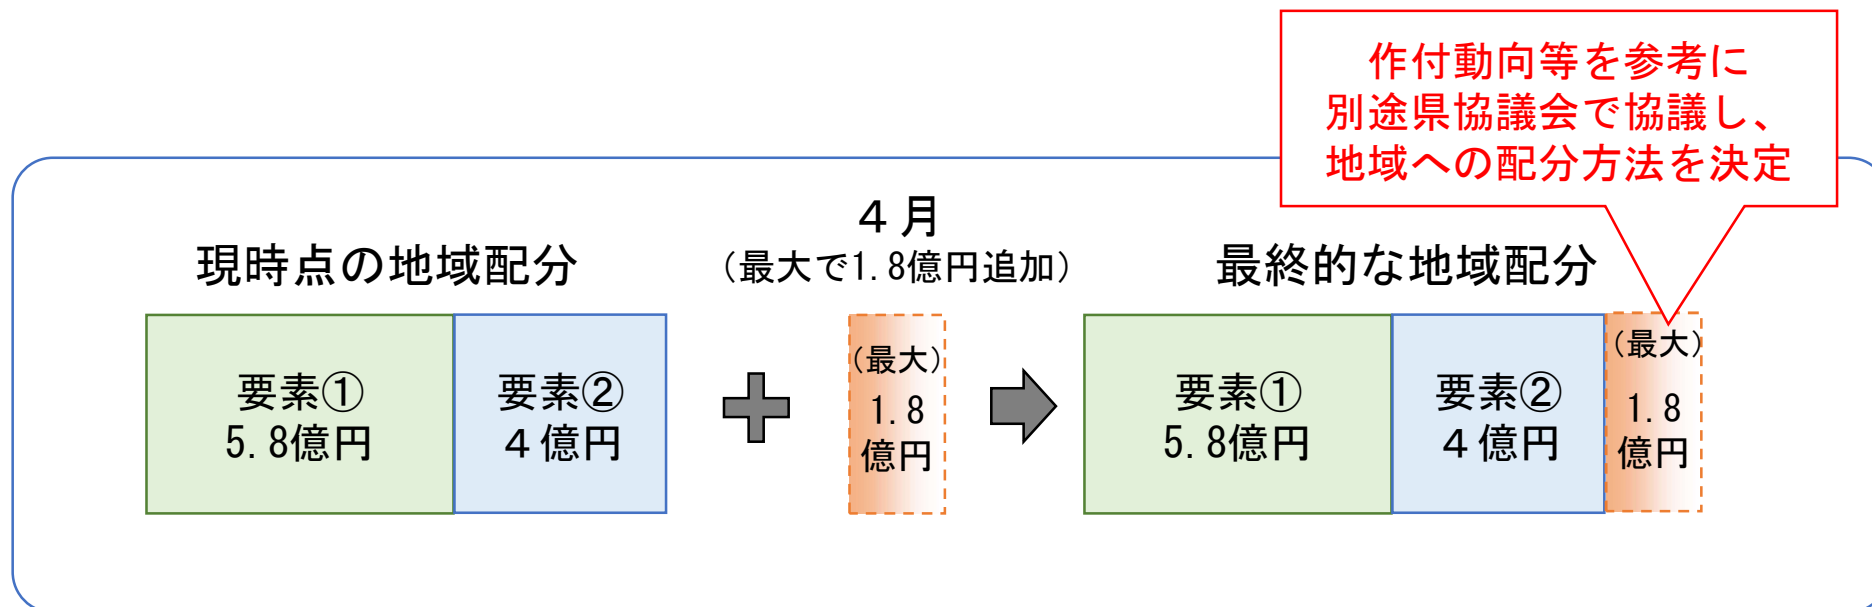 作付動向等を参考に
別途県協議会で協議し、
地域への配分方法を決定
現時点の地域配分
４月
（最大で1.8億円追加）
最終的な地域配分
要素①
5.8億円
要素②
４億円
（最大）
1.8
億円
要素①
5.8億円
要素②
４億円
（最大）
1.8
億円